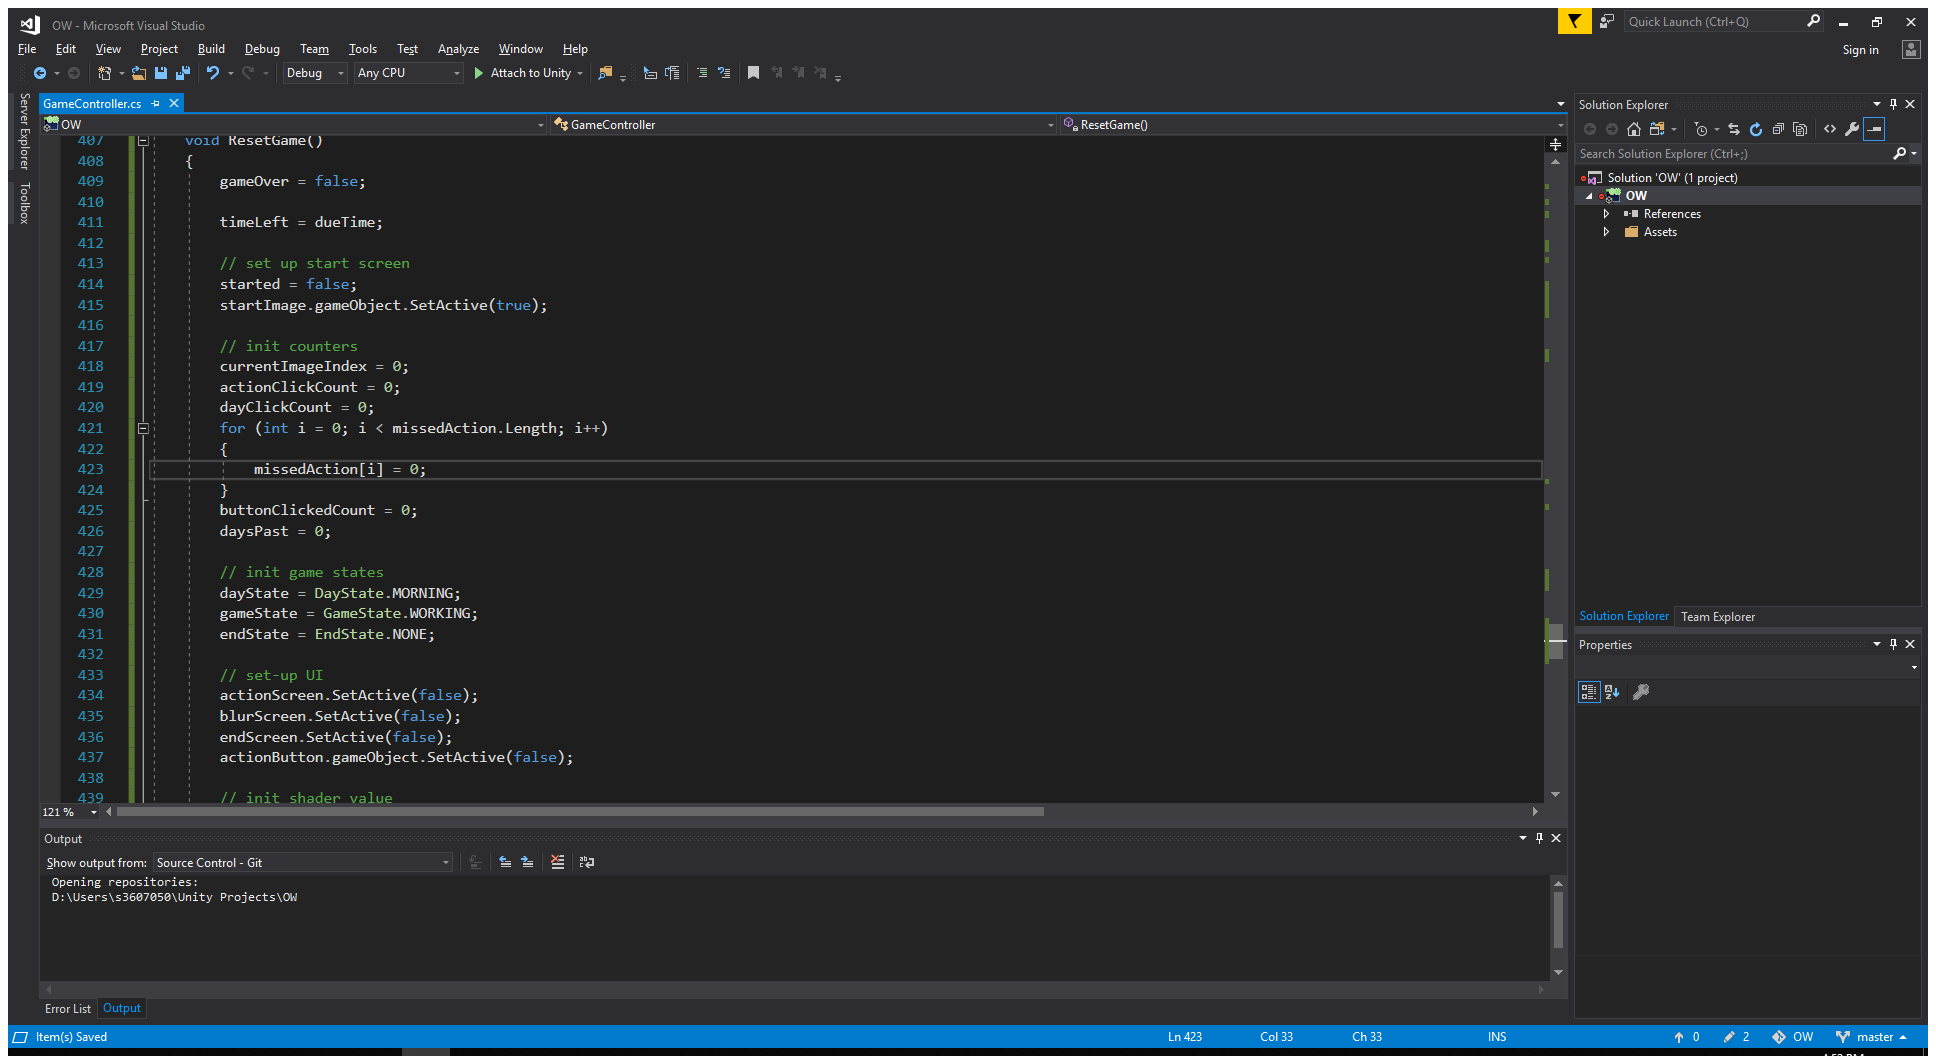 OW - Microsoft Visual Studio
Quick Launch (Ctrl+Q)
File Edit View Project Build Debug Team Tools Test Analyze Window Help
Sign in
Debug Any CPU Attach to Unity
Server Explorer
Toolbox
GameController.cs
OW GameController ResetGame()
407 void ResetGame()
408 {
409 gameOver = false;
410
411 timeLeft = dueTime;
412
413 // set up start screen
414 started = false;
415 startImage.gameObject.SetActive(true);
416
417 // init counters
418 currentImageIndex = 0;
419 actionClickCount = 0;
420 dayClickCount = 0;
421 for (int i = 0; i < missedAction.Length; i++)
422 {
423 missedAction[i] = 0;
424 }
425 buttonClickedCount = 0;
426 daysPast = 0;
427
428 // init game states
429 dayState = DayState.MORNING;
430 gameState = GameState.WORKING;
431 endState = EndState.NONE;
432
433 // set-up UI
434 actionScreen.SetActive(false);
435 blurScreen.SetActive(false);
436 endScreen.SetActive(false);
437 actionButton.gameObject.SetActive(false);
438
439 // init shader value
121 %
Output
Show output from: Source Control - Git
Opening repositories:
D:\Users\s3607050\Unity Projects\OW
Error List Output
Solution Explorer
Search Solution Explorer (Ctrl+;)
Solution 'OW' (1 project)
OW
References
Assets
Solution Explorer Team Explorer
Properties
Item(s) Saved Ln 423 Col 33 Ch 33 INS 0 2 OW master